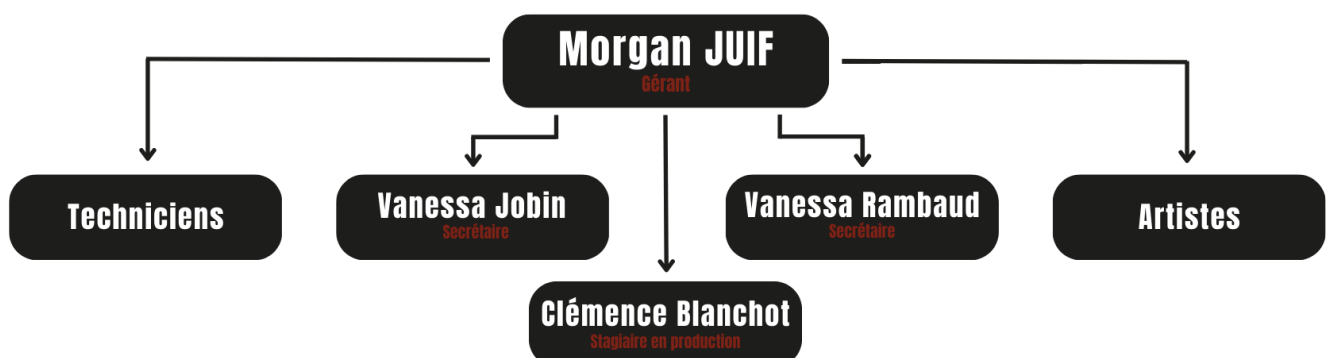 Morgan JUIF
Gérant
Techniciens
Vanessa Jobin
Secrétaire
Vanessa Rambaud
Secrétaire
Artistes
Clémence Blanchot
Stagiaire en production